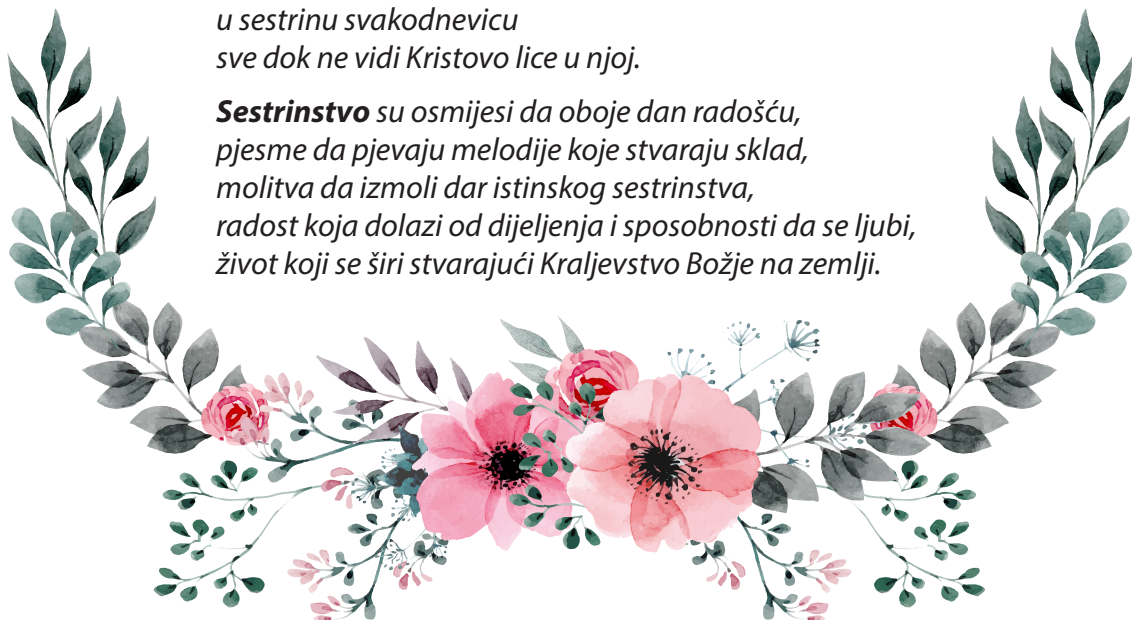 u sestrinu svakodnevicu
sve dok ne vidi Kristovo lice u njoj.
Sestrinstvo su osmijesi da oboje dan radošću,
pjesme da pjevaju melodije koje stvaraju sklad,
molitva da izmoli dar istinskog sestrinstva,
radost koja dolazi od dijeljenja i sposobnosti da se ljubi,
život koji se širi stvarajući Kraljevstvo Božje na zemlji.